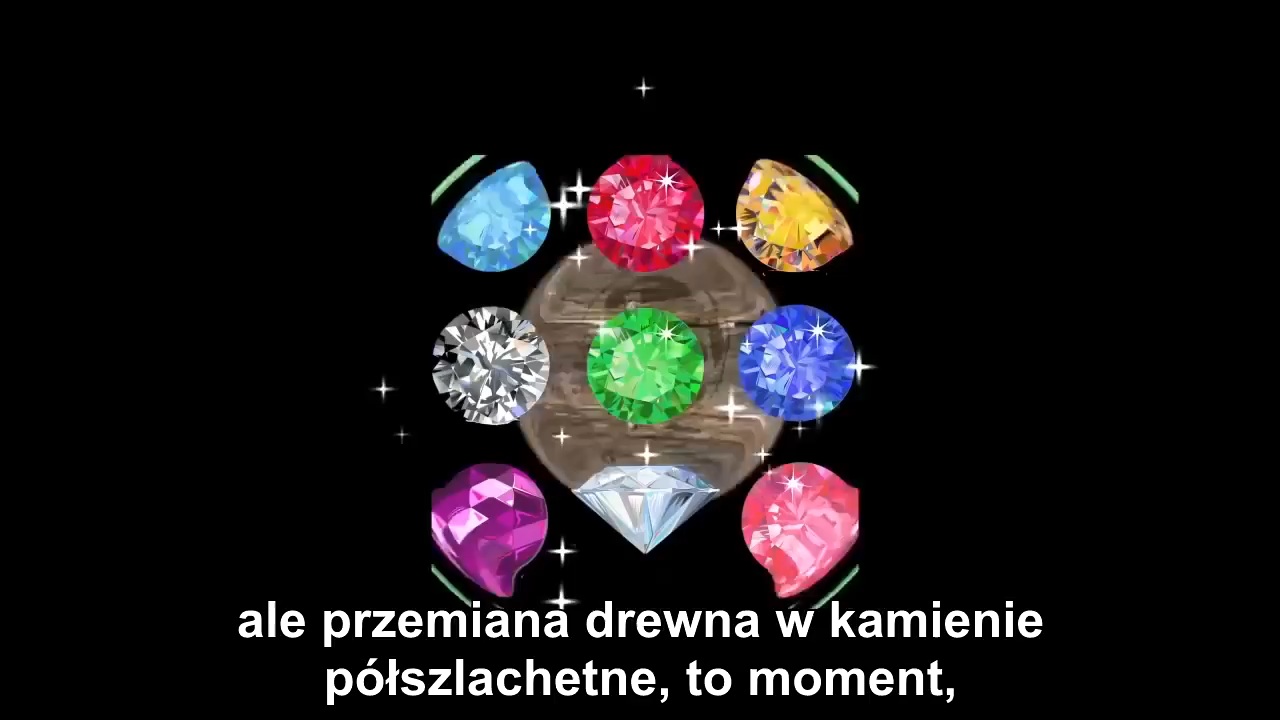 ale przemiana drewna w kamienie
półszlachetne, to moment,